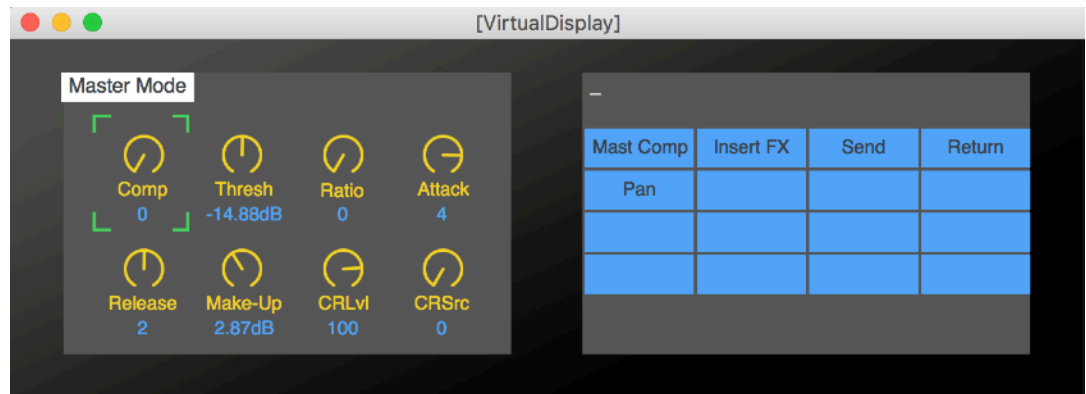 [VirtualDisplay]
Master Mode
Comp Thresh Ratio Attack
0 -14.88dB 0 4
Release Make-Up CRLvl CRSrc
2 2.87dB 100 0
_
Mast Comp Insert FX Send Return
Pan